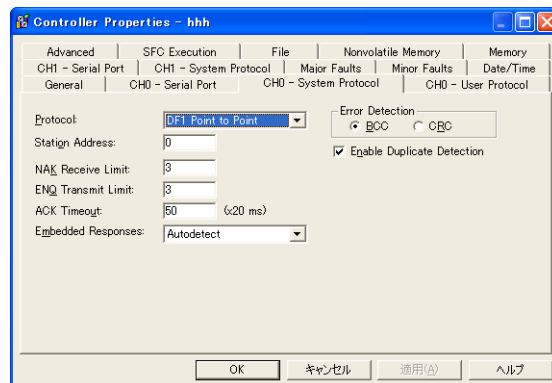 Controller Properties - hhh
Advanced SFC Execution File Nonvolatile Memory Memory
CH1 - Serial Port CH1 - System Protocol Major Faults Minor Faults Date/Time
General CH0 - Serial Port CH0 - System Protocol CH0 - User Protocol
Protocol: DF1 Point to Point
Error Detection
BCC CRC
Station Address: 0
Enable Duplicate Detection
NAK Receive Limit: 3
ENQ Transmit Limit: 3
ACK Timeout: 50 (x20 ms)
Embedded Responses: Autodetect
OK キャンセル 適用(A) ヘルプ